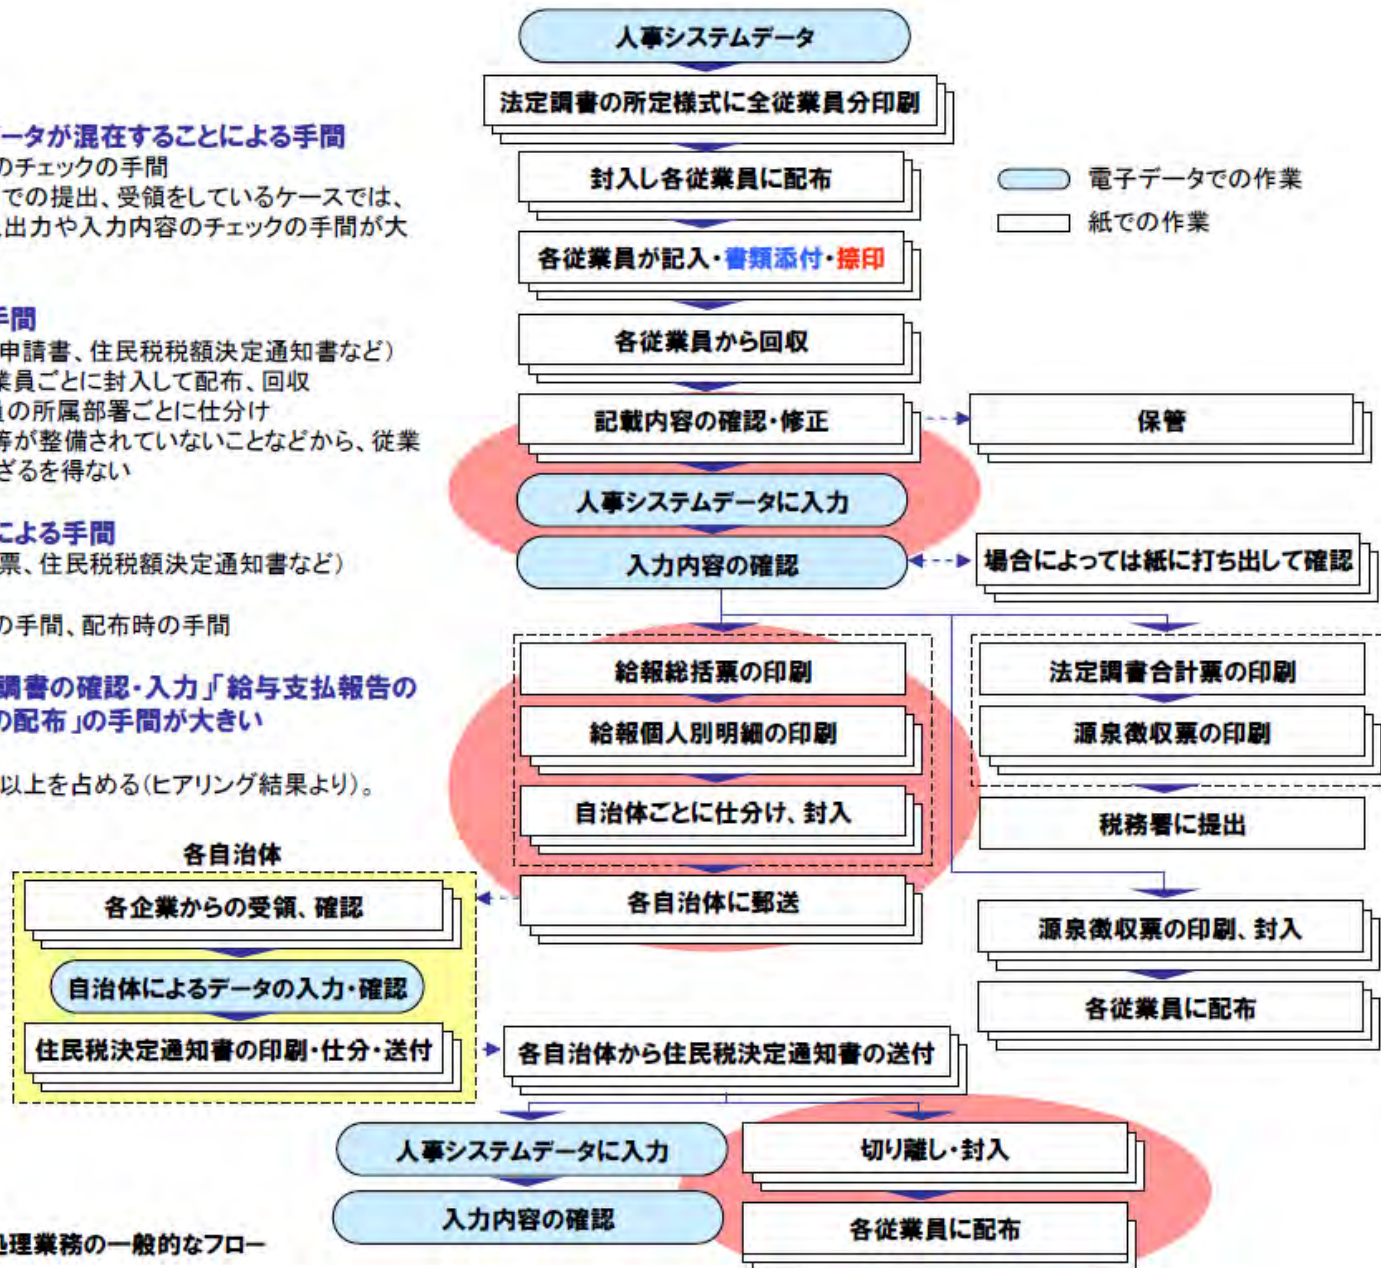 人事システムデータ
法定調書の所定様式に全従業員分印刷
封入し各従業員に配布
各従業員が記入・書類添付・捺印
各従業員から回収
記載内容の確認・修正
保管
人事システムデータに入力
入力内容の確認
場合によっては紙に打ち出して確認
電子データでの作業
紙での作業
ータが混在することによる手間
のチェックの手間
での提出、受領をしているケースでは、
出力や入力内容のチェックの手間が大
手間
申請書、住民税税額決定通知書など）
業員ごとに封入して配布、回収
の所属部署ごとに仕分け
等が整備されていないことなどから、従業
ざるを得ない
による手間
票、住民税税額決定通知書など）
の手間、配布時の手間
調書の確認・入力」「給与支払報告の
の配布」の手間が大きい
以上を占める（ヒアリング結果より）。
給報総括票の印刷
給報個人別明細の印刷
自治体ごとに仕分け、封入
各自治体に郵送
法定調書合計票の印刷
源泉徴収票の印刷
税務署に提出
源泉徴収票の印刷、封入
各従業員に配布
各自治体
各企業からの受領、確認
自治体によるデータの入力・確認
住民税決定通知書の印刷・仕分・送付
各自治体から住民税決定通知書の送付
人事システムデータに入力
入力内容の確認
切り離し・封入
各従業員に配布
処理業務の一般的なフロー